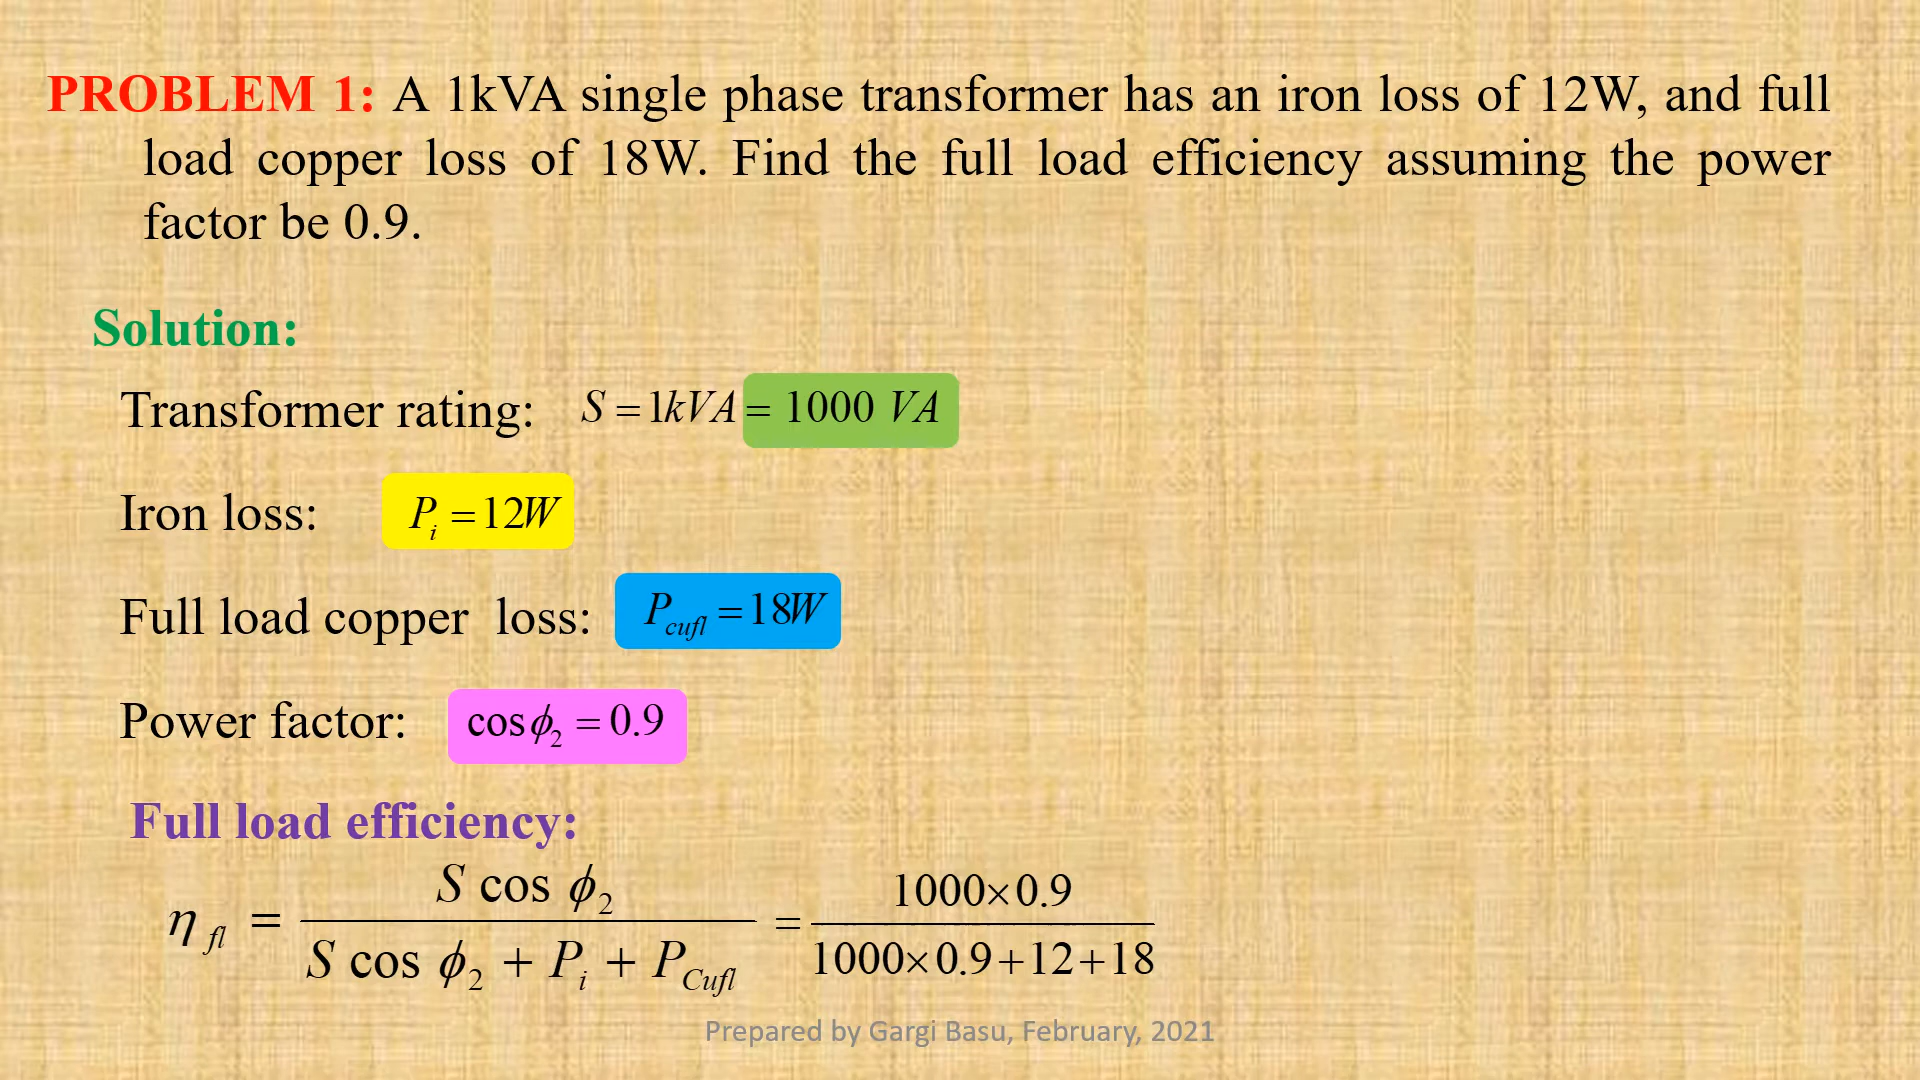 PROBLEM 1: A 1kVA single phase transformer has an iron loss of 12W, and full
load copper loss of 18W. Find the full load efficiency assuming the power
factor be 0.9.
Solution:
Transformer rating: S = 1kVA = 1000 VA
Iron loss: P_i = 12W
Full load copper loss: P_cufl = 18W
Power factor: cos ϕ_2 = 0.9
Full load efficiency:
η_fl = S cos ϕ_2 / (S cos ϕ_2 + P_i + P_Cufl) = 1000×0.9 / (1000×0.9+12+18)
Prepared by Gargi Basu, February, 2021